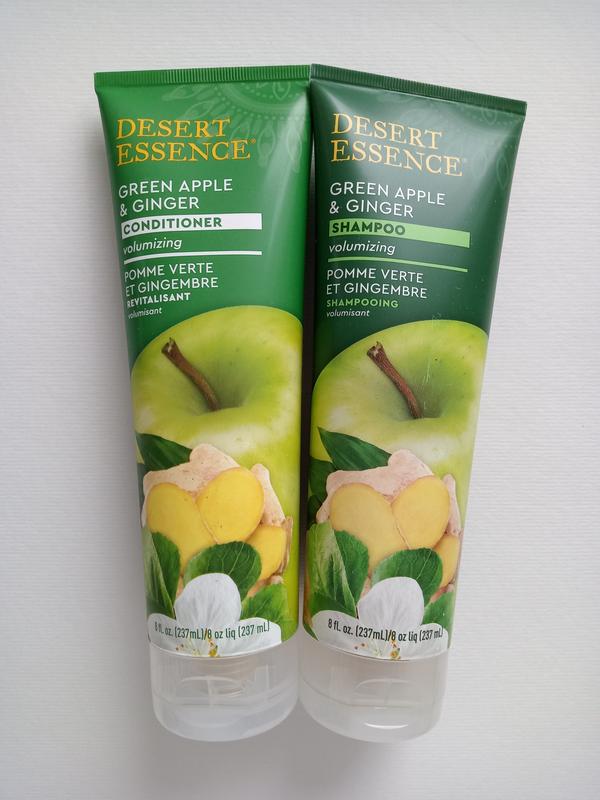 DESERT
ESSENCE®
GREEN APPLE
& GINGER
CONDITIONER
volumizing
POMME VERTE
ET GINGEMBRE
REVITALISANT
volumisant
8 fl. oz. (237mL)/8 oz liq (237 mL)
DESERT
ESSENCE®
GREEN APPLE
& GINGER
SHAMPOO
volumizing
POMME VERTE
ET GINGEMBRE
SHAMPOOING
volumisant
8 fl. oz. (237mL)/8 oz liq (237 mL)